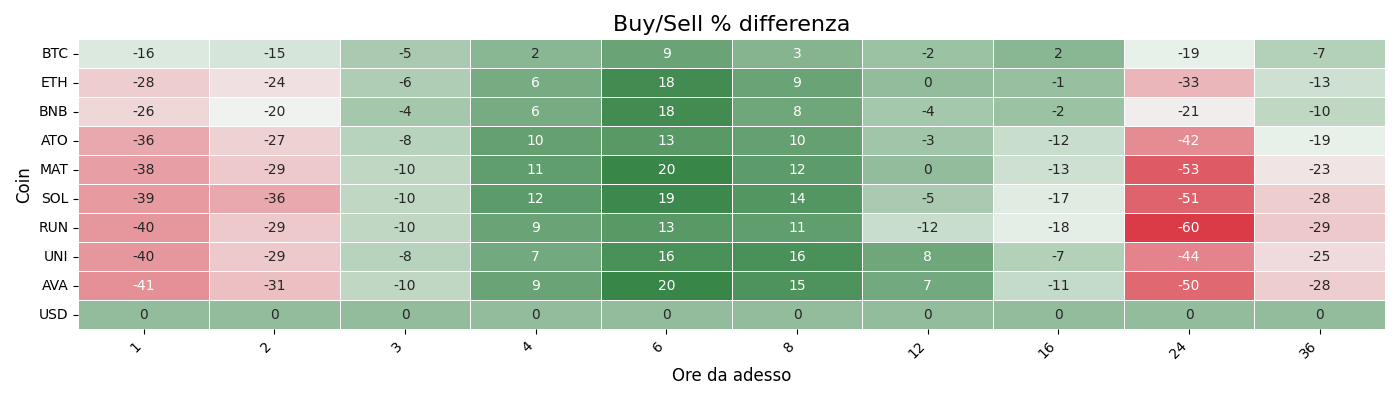 Buy/Sell % differenza
Coin
BTC -16 -15 -5 2 9 3 -2 2 -19 -7
ETH -28 -24 -6 6 18 9 0 -1 -33 -13
BNB -26 -20 -4 6 18 8 -4 -2 -21 -10
ATO -36 -27 -8 10 13 10 -3 -12 -42 -19
MAT -38 -29 -10 11 20 12 0 -13 -53 -23
SOL -39 -36 -10 12 19 14 -5 -17 -51 -28
RUN -40 -29 -10 9 13 11 -12 -18 -60 -29
UNI -40 -29 -8 7 16 16 8 -7 -44 -25
AVA -41 -31 -10 9 20 15 7 -11 -50 -28
USD 0 0 0 0 0 0 0 0 0 0
1 2 3 4 6 8 12 16 24 36
Ore da adesso